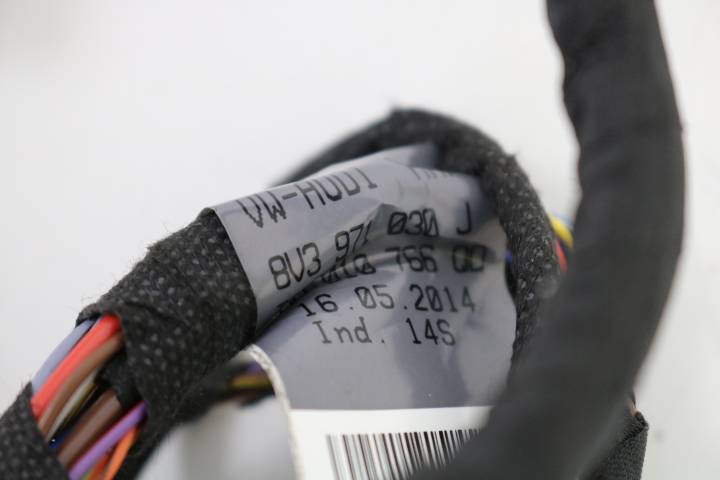 VW-AUDI
8V3 971 030 J
766 00
16.05.2014
Ind. 14S